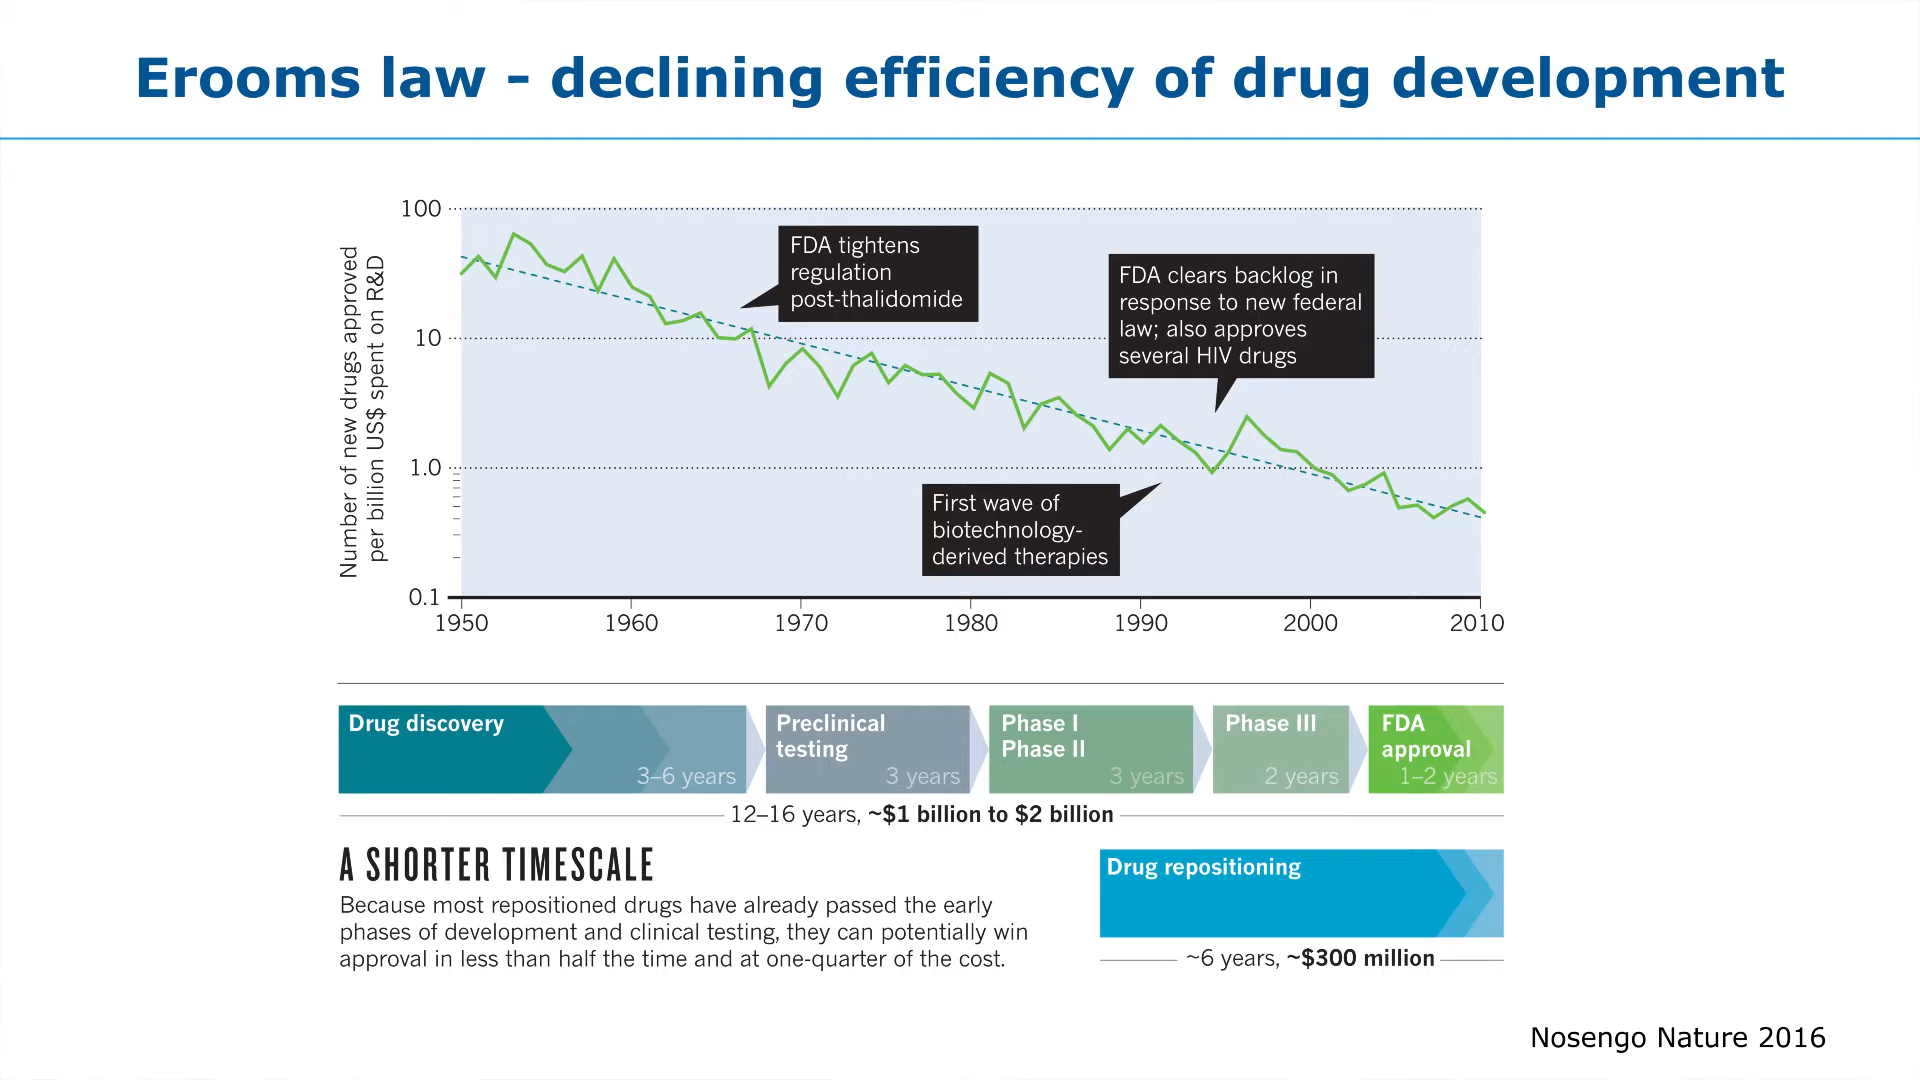 Erooms law - declining efficiency of drug development
Number of new drugs approved
per billion US$ spent on R&D
100
10
1.0
0.1
FDA tightens
regulation
post-thalidomide
FDA clears backlog in
response to new federal
law; also approves
several HIV drugs
First wave of
biotechnology-
derived therapies
1950
1960
1970
1980
1990
2000
2010
Drug discovery
3–6 years
Preclinical
testing
3 years
Phase I
Phase II
3 years
Phase III
2 years
FDA
approval
1–2 years
12–16 years, ~$1 billion to $2 billion
A SHORTER TIMESCALE
Because most repositioned drugs have already passed the early
phases of development and clinical testing, they can potentially win
approval in less than half the time and at one-quarter of the cost.
Drug repositioning
~6 years, ~$300 million
Nosengo Nature 2016